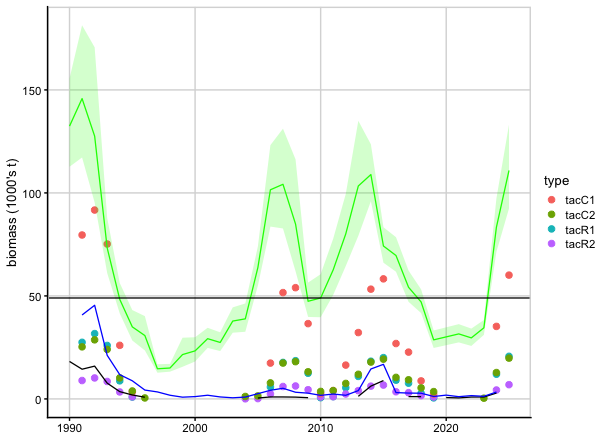 biomass (1000's t)
150
100
50
0
1990
2000
2010
2020
type
tacC1
tacC2
tacR1
tacR2